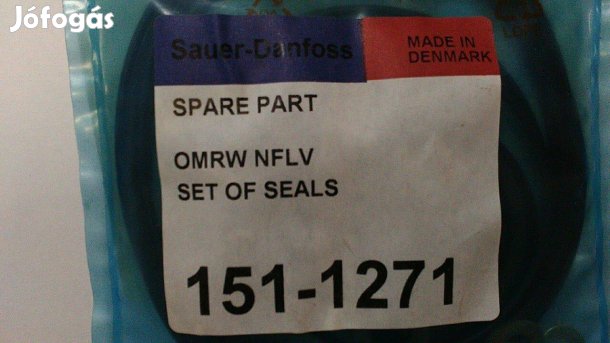 Jófogás
Sauer-Danfoss
MADE IN
DENMARK
SPARE PART
OMRW NFLV
SET OF SEALS
151-1271